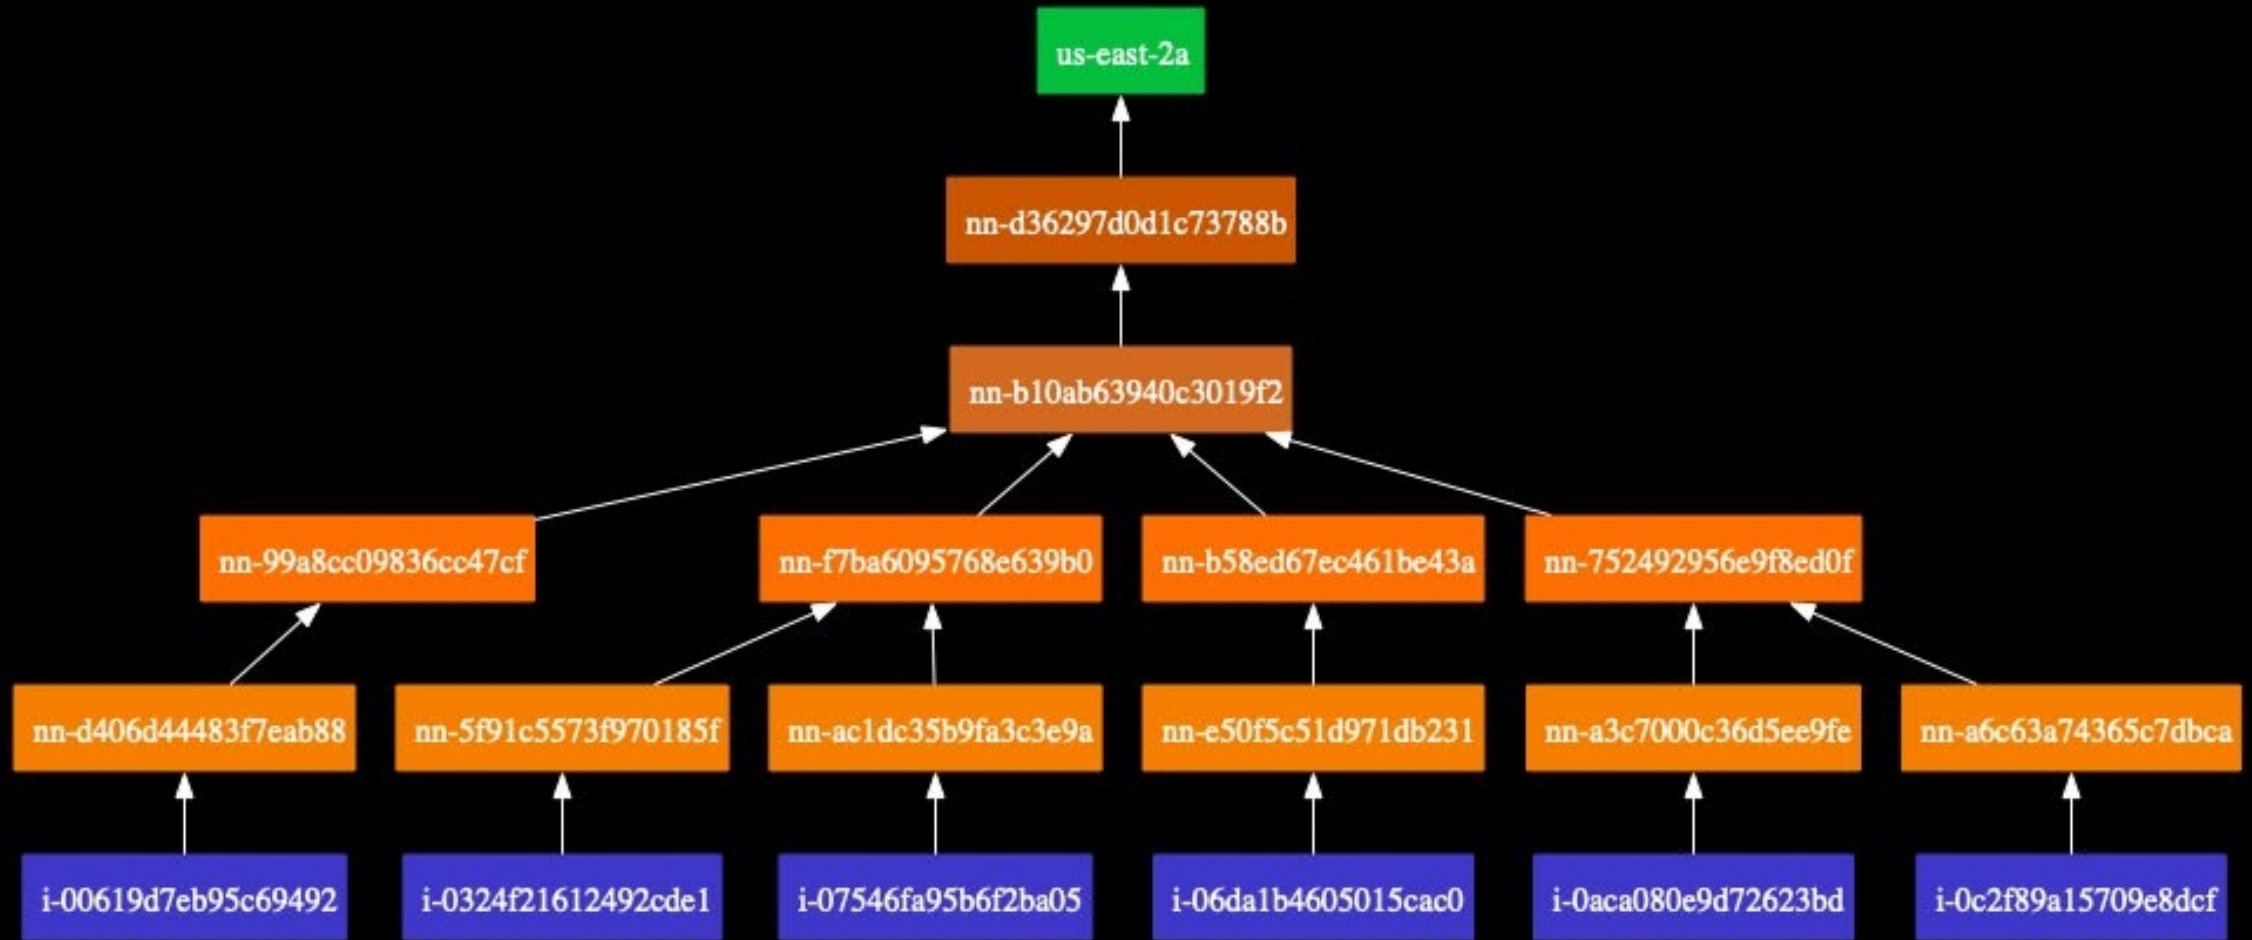 us-east-2a
nn-d36297d0d1c73788b
nn-b10ab63940c3019f2
nn-99a8cc09836cc47cf
nn-f7ba6095768e639b0
nn-b58ed67ec461be43a
nn-752492956e9f8ed0f
nn-d406d44483f7eab88
nn-5f91c5573f970185f
nn-ac1dc35b9fa3c3e9a
nn-e50f5c51d971db231
nn-a3c7000c36d5ee9fe
nn-a6c63a74365c7dbca
i-00619d7eb95c69492
i-0324f21612492cde1
i-07546fa95b6f2ba05
i-06da1b4605015cac0
i-0aca080e9d72623bd
i-0c2f89a15709e8dcf